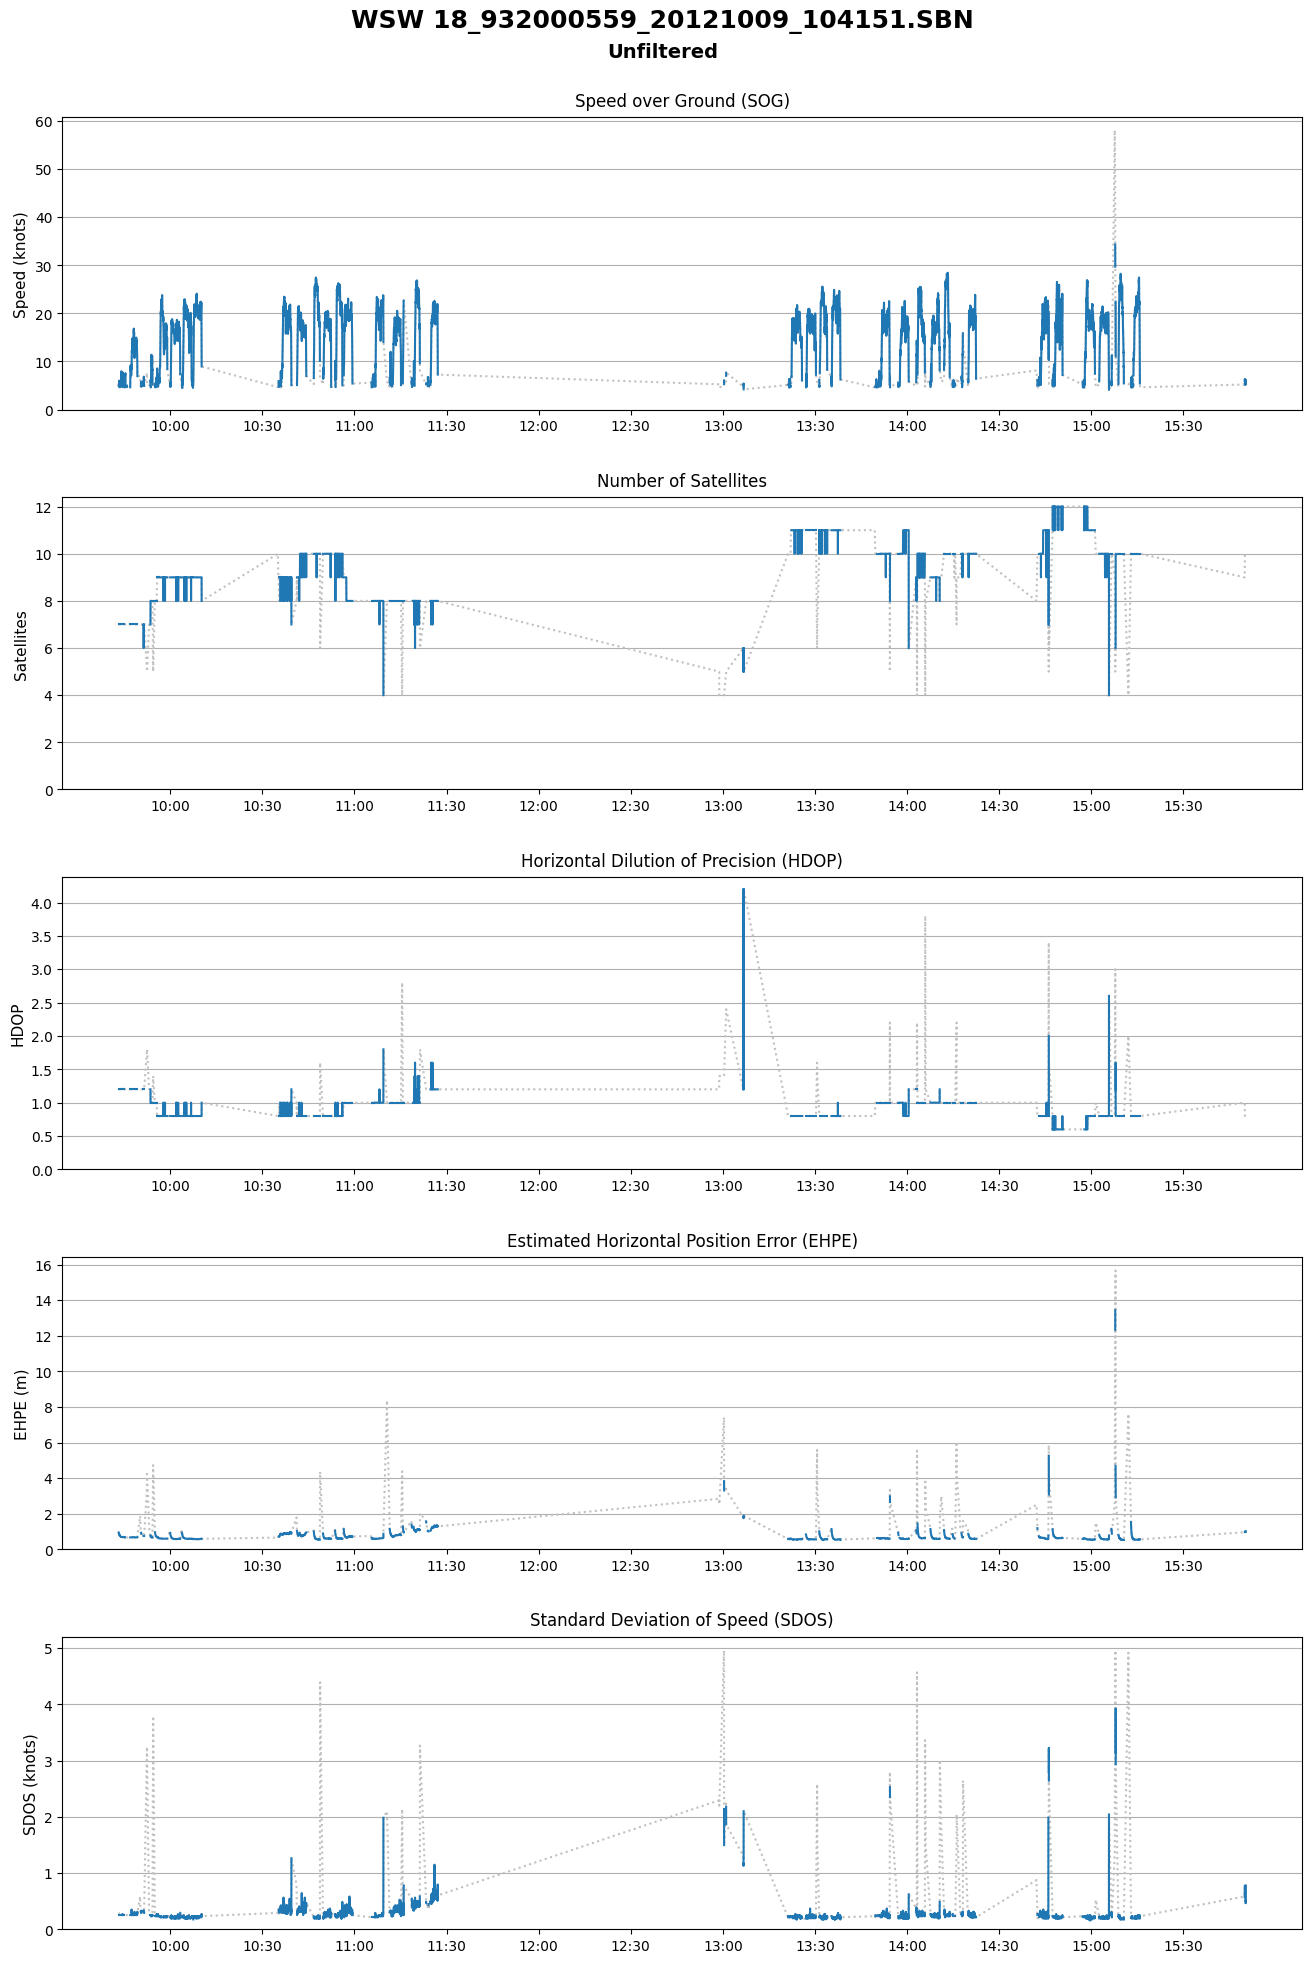 WSW 18_932000559_20121009_104151.SBN
Unfiltered
Speed over Ground (SOG)
60
50
40
30
20
10
0
Speed (knots)
10:00 10:30 11:00 11:30 12:00 12:30 13:00 13:30 14:00 14:30 15:00 15:30
Number of Satellites
12
10
8
6
4
2
0
Satellites
10:00 10:30 11:00 11:30 12:00 12:30 13:00 13:30 14:00 14:30 15:00 15:30
Horizontal Dilution of Precision (HDOP)
4.0
3.5
3.0
2.5
2.0
1.5
1.0
0.5
0.0
HDOP
10:00 10:30 11:00 11:30 12:00 12:30 13:00 13:30 14:00 14:30 15:00 15:30
Estimated Horizontal Position Error (EHPE)
16
14
12
10
8
6
4
2
0
EHPE (m)
10:00 10:30 11:00 11:30 12:00 12:30 13:00 13:30 14:00 14:30 15:00 15:30
Standard Deviation of Speed (SDOS)
5
4
3
2
1
0
SDOS (knots)
10:00 10:30 11:00 11:30 12:00 12:30 13:00 13:30 14:00 14:30 15:00 15:30